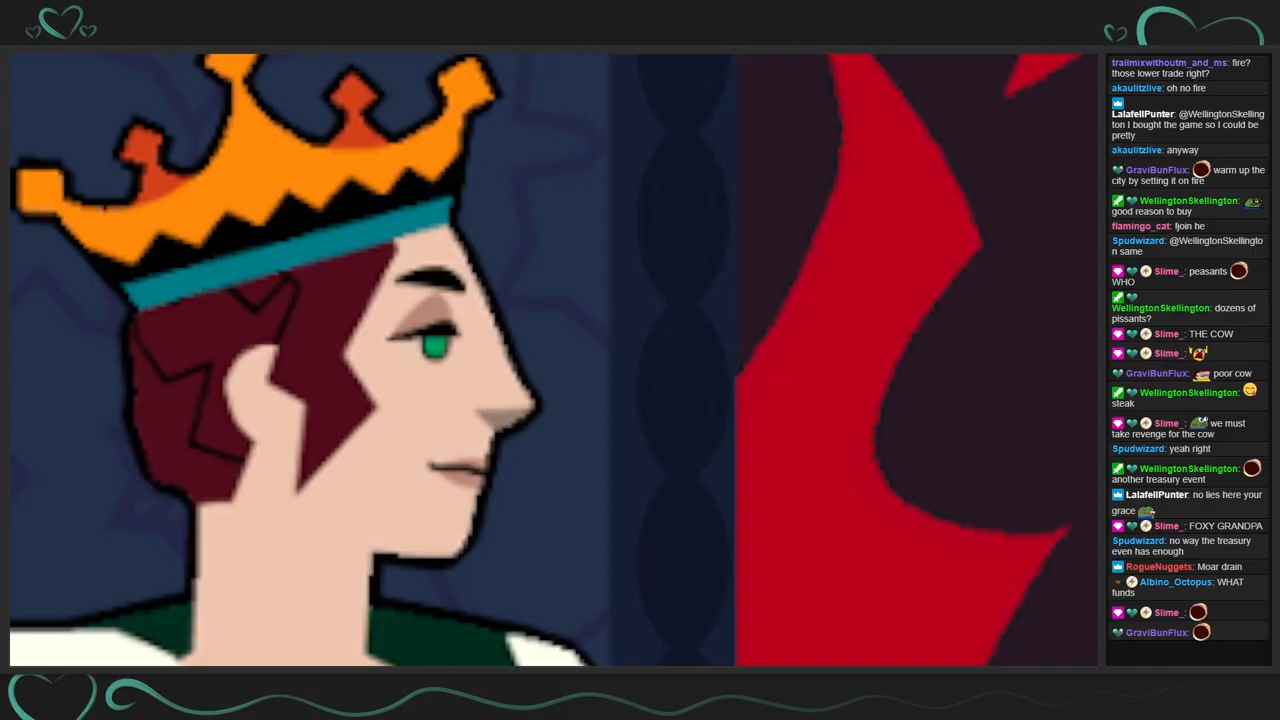 trailmixwithoutm_and_ms: fire?
those lower trade right?
akaulitzlive: oh no fire
LalafellPunter: @WellingtonSkelling
ton I bought the game so I could be
pretty
akaulitzlive: anyway
GraviBunFlux: warm up the
city by setting it on fire
WellingtonSkellington:
good reason to buy
flamingo_cat: !join he
Spudwizard: @WellingtonSkellingto
n same
Slime_: peasants
WHO
WellingtonSkellington: dozens of
pissants?
Slime_: THE COW
Slime_:
GraviBunFlux: poor cow
WellingtonSkellington:
steak
Slime_: we must
take revenge for the cow
Spudwizard: yeah right
WellingtonSkellington:
another treasury event
LalafellPunter: no lies here your
grace
Slime_: FOXY GRANDPA
Spudwizard: no way the treasury
even has enough
RogueNuggets: Moar drain
Albino_Octopus: WHAT
funds
Slime_:
GraviBunFlux: